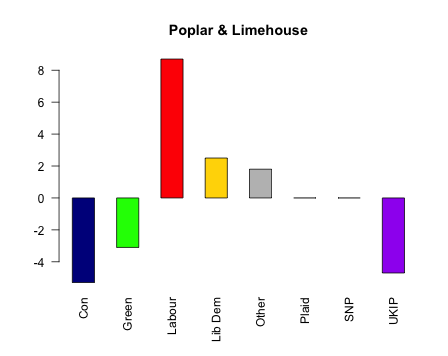 Poplar & Limehouse
8
6
4
2
0
-2
-4
Con
Green
Labour
Lib Dem
Other
Plaid
SNP
UKIP